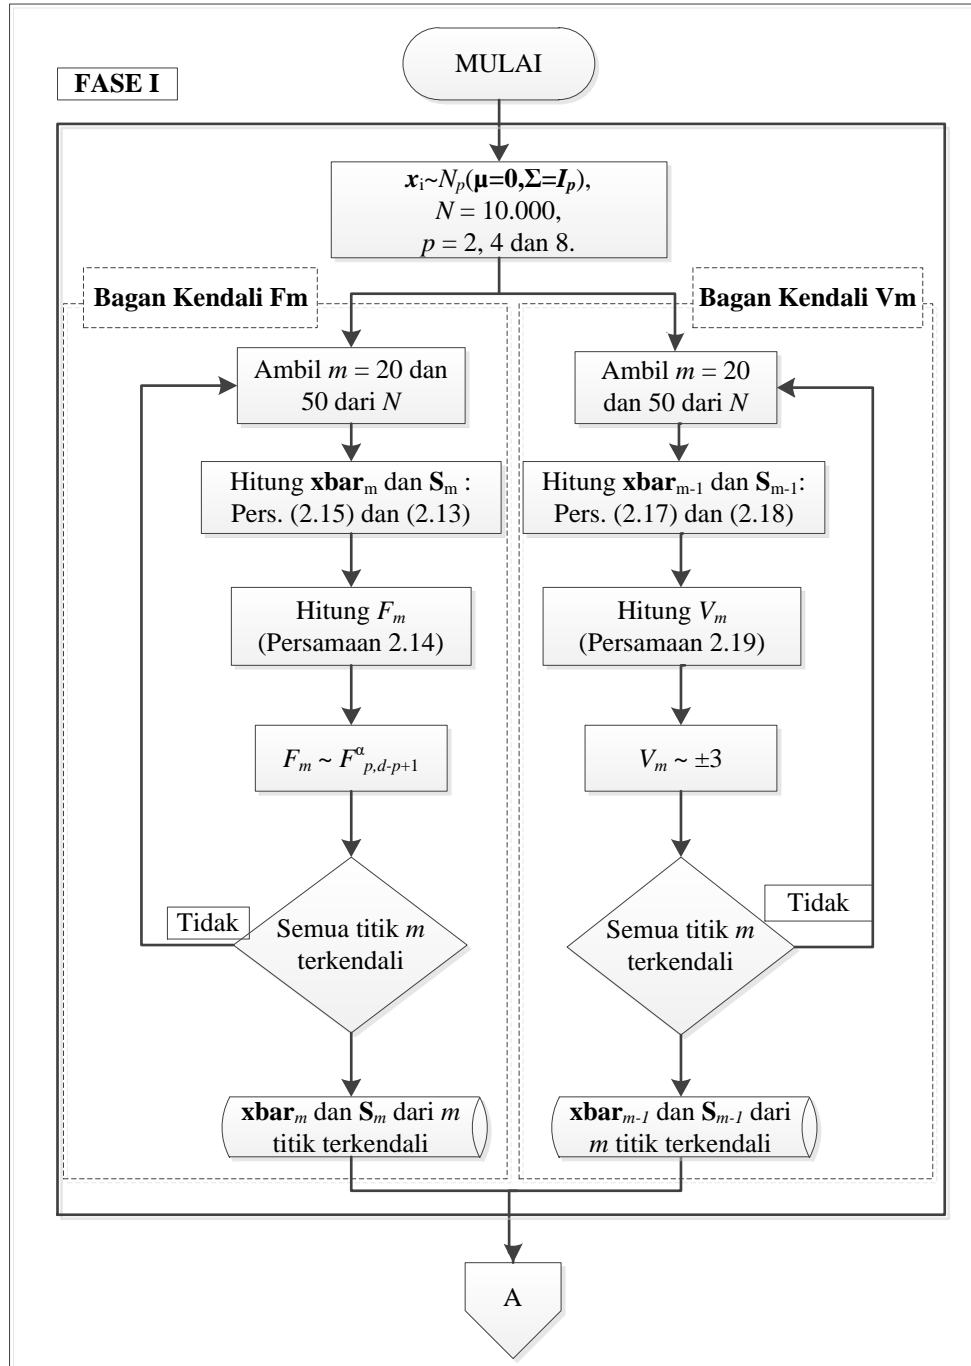 MULAI
FASE I
xᵢ~Nₚ(μ=0,Σ=Iₚ),
N = 10.000,
p = 2, 4 dan 8.
Bagan Kendali Fm
Ambil m = 20 dan
50 dari N
Hitung xbarₘ dan Sₘ :
Pers. (2.15) dan (2.13)
Hitung Fₘ
(Persamaan 2.14)
Fₘ ~ F^α_{p,d-p+1}
Semua titik m
terkendali
Tidak
xbarₘ dan Sₘ dari m
titik terkendali
Bagan Kendali Vm
Ambil m = 20
dan 50 dari N
Hitung xbarₘ₋₁ dan Sₘ₋₁:
Pers. (2.17) dan (2.18)
Hitung Vₘ
(Persamaan 2.19)
Vₘ ~ ±3
Semua titik m
terkendali
Tidak
xbarₘ₋₁ dan Sₘ₋₁ dari
m titik terkendali
A